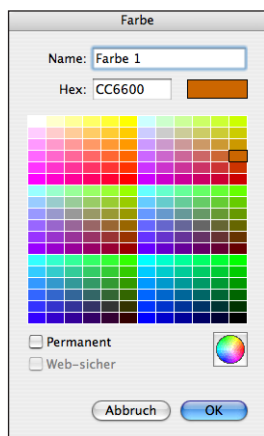 Farbe
Name: Farbe 1
Hex: CC6600
Permanent
Web-sicher
Abbruch OK